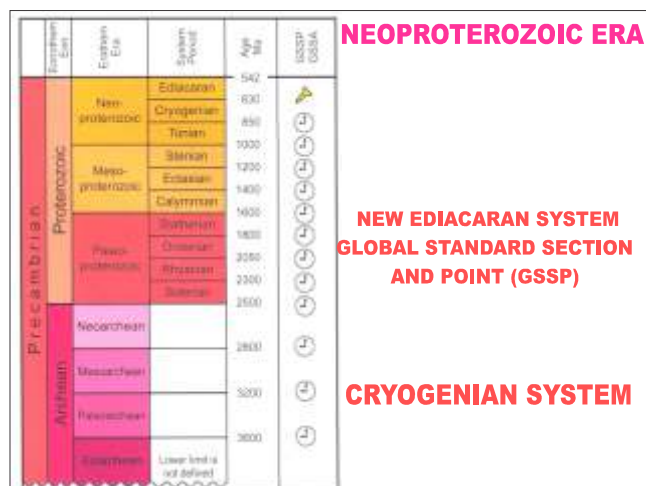 Eonothem
Eon
Erathem
Era
System
Period
Age
Ma
GSSP
GSSA
NEOPROTEROZOIC ERA
Precambrian
Proterozoic
Archean
Neo-
proterozoic
Ediacaran
Cryogenian
Tonian
Meso-
proterozoic
Stenian
Ectasian
Calymmian
Paleo-
proterozoic
Statherian
Orosirian
Rhyacian
Siderian
Neoarchean
Mesoarchean
Paleoarchean
Eoarchean
Lower limit is
not defined
542
630
850
1000
1200
1400
1600
1800
2050
2300
2500
2800
3200
3600
NEW EDIACARAN SYSTEM
GLOBAL STANDARD SECTION
AND POINT (GSSP)
CRYOGENIAN SYSTEM